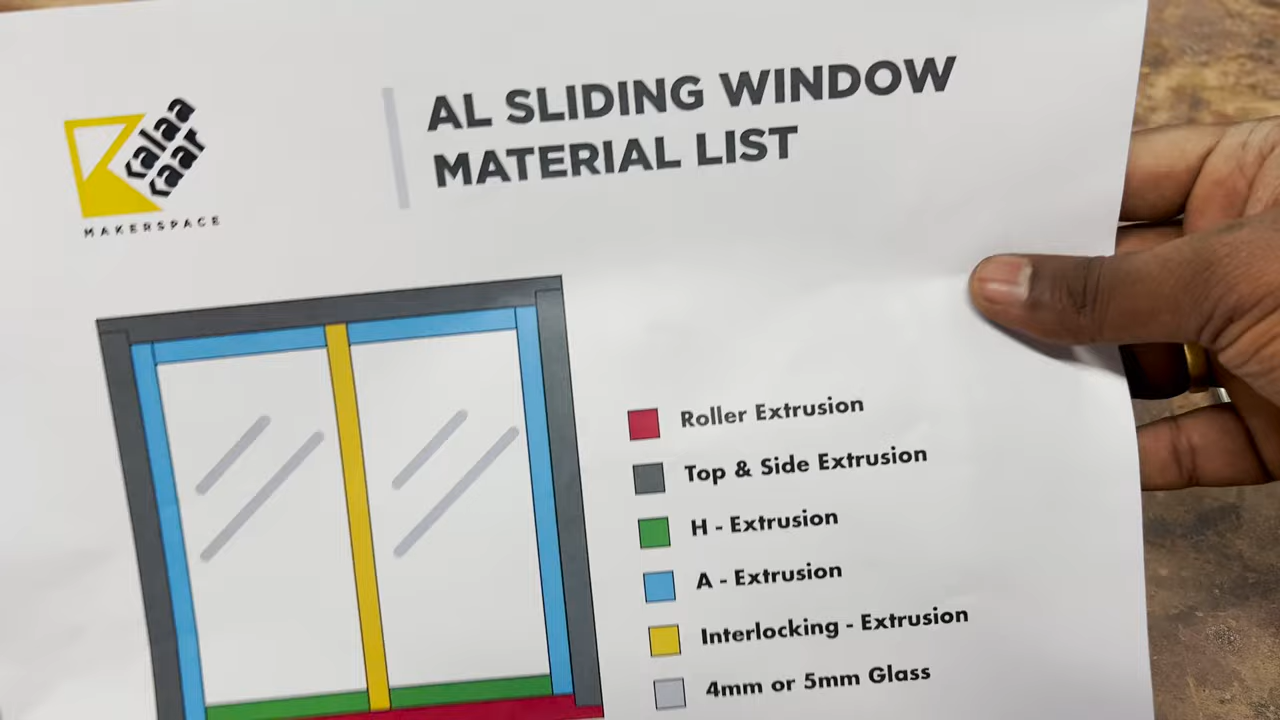 Kalaa
Kaar
MAKERSPACE
AL SLIDING WINDOW
MATERIAL LIST
Roller Extrusion
Top & Side Extrusion
H - Extrusion
A - Extrusion
Interlocking - Extrusion
4mm or 5mm Glass